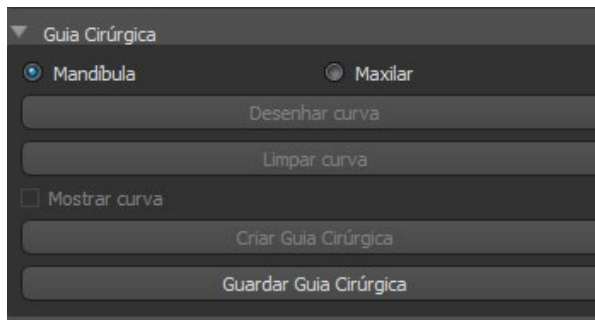 Guia Cirúrgica
Mandíbula Maxilar
Desenhar curva
Limpar curva
Mostrar curva
Criar Guia Cirúrgica
Guardar Guia Cirúrgica